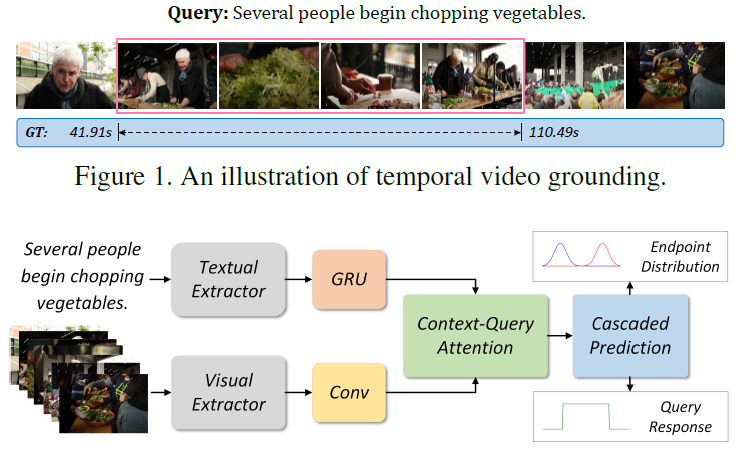 Query: Several people begin chopping vegetables.
GT: 41.91s 110.49s
Figure 1. An illustration of temporal video grounding.
Several people
begin chopping
vegetables.
Textual
Extractor
GRU
Visual
Extractor
Conv
Context-Query
Attention
Cascaded
Prediction
Endpoint
Distribution
Query
Response